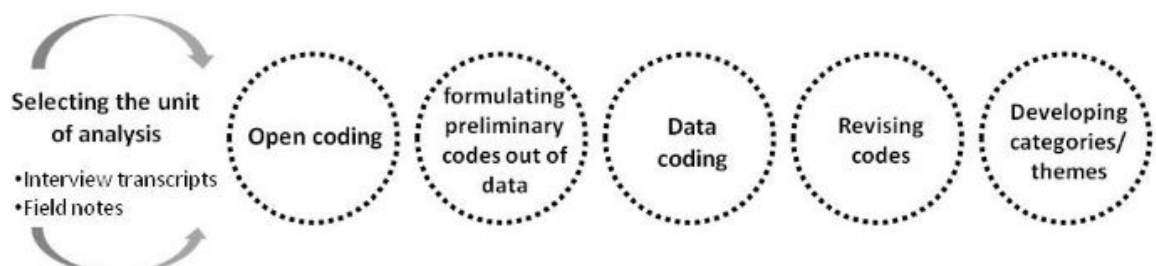 Selecting the unit
of analysis
•Interview transcripts
•Field notes
Open coding
formulating
preliminary
codes out of
data
Data
coding
Revising
codes
Developing
categories/
themes